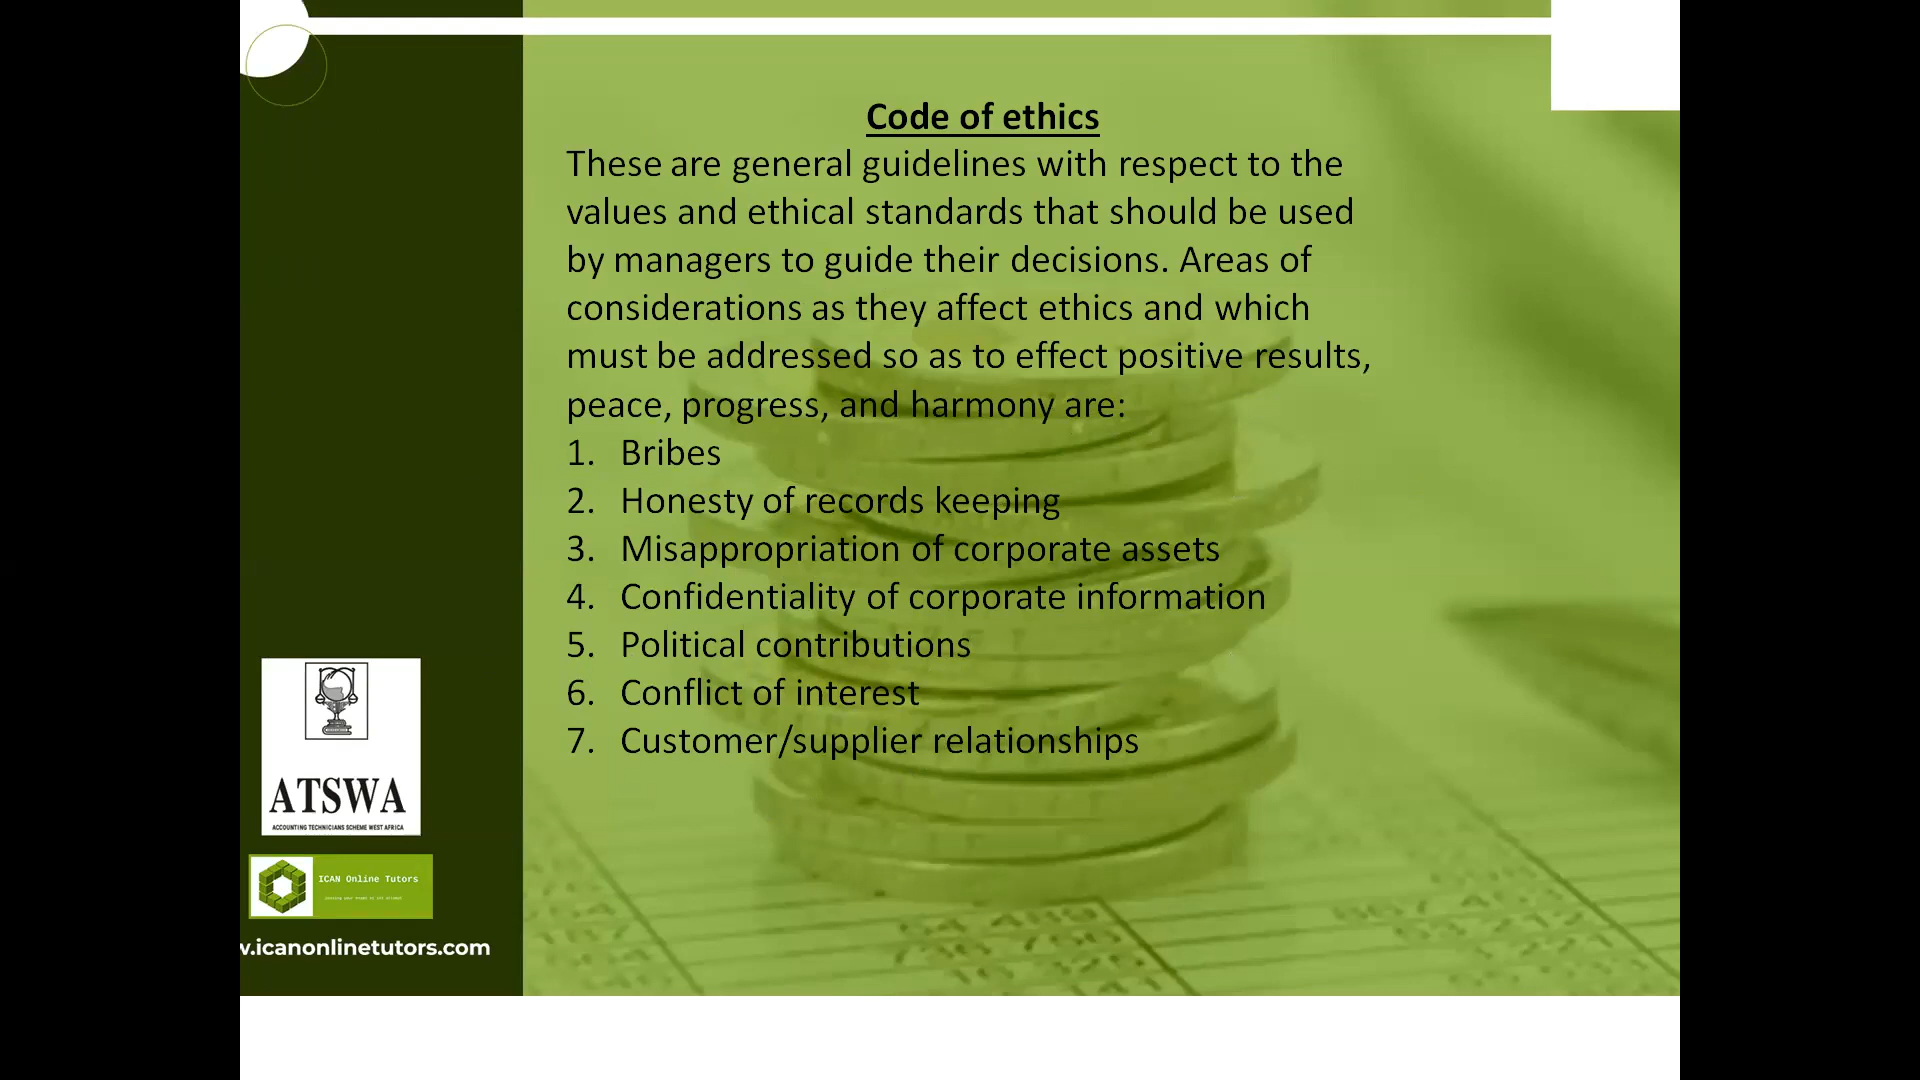 Code of ethics
These are general guidelines with respect to the
values and ethical standards that should be used
by managers to guide their decisions. Areas of
considerations as they affect ethics and which
must be addressed so as to effect positive results,
peace, progress, and harmony are:
1. Bribes
2. Honesty of records keeping
3. Misappropriation of corporate assets
4. Confidentiality of corporate information
5. Political contributions
6. Conflict of interest
7. Customer/supplier relationships
ATSWA
ACCOUNTING TECHNICIANS SCHEME WEST AFRICA
ICAN Online Tutors
.icanonlinetutors.com